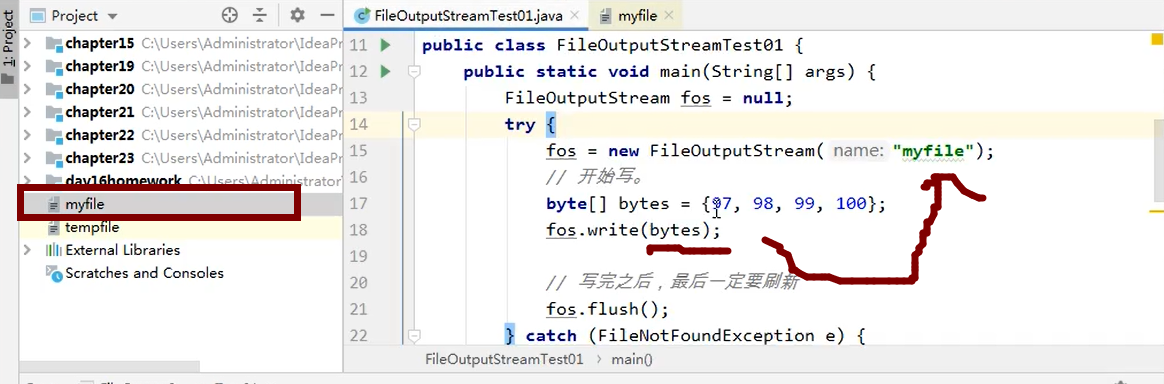 1: Project
Project
chapter15 C:\Users\Administrator\IdeaPr
chapter19 C:\Users\Administrator\IdeaPr
chapter20 C:\Users\Administrator\IdeaPr
chapter21 C:\Users\Administrator\IdeaPr
chapter22 C:\Users\Administrator\IdeaPr
chapter23 C:\Users\Administrator\IdeaPr
day16homework C:\Users\Administrator\
myfile
tempfile
External Libraries
Scratches and Consoles
FileOutputStreamTest01.java
myfile
11 public class FileOutputStreamTest01 {
12 public static void main(String[] args) {
13 FileOutputStream fos = null;
14 try {
15 fos = new FileOutputStream( name: "myfile");
16 // 开始写。
17 byte[] bytes = {97, 98, 99, 100};
18 fos.write(bytes);
19
20 // 写完之后，最后一定要刷新
21 fos.flush();
22 } catch (FileNotFoundException e) {
FileOutputStreamTest01 › main()